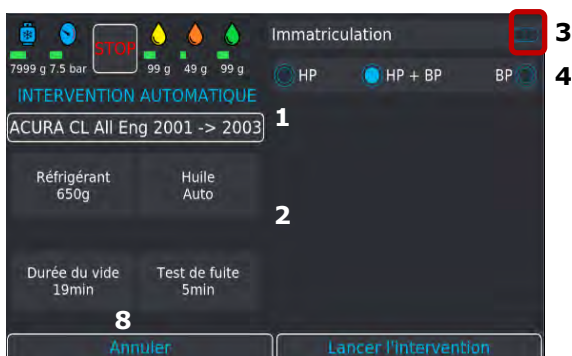 STOP
7999 g 7.5 bar
99 g 49 g 99 g
INTERVENTION AUTOMATIQUE
ACURA CL All Eng 2001 -> 2003
Réfrigérant
650g
Huile
Auto
Durée du vide
19min
Test de fuite
5min
8
Annuler
Immatriculation
3
HP HP + BP BP
4
1
2
Lancer l'intervention